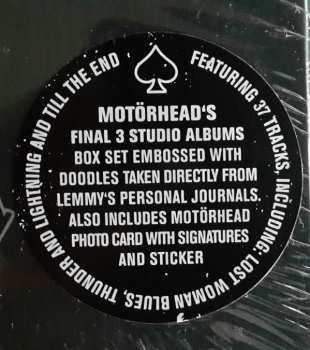 FEATURING 37 TRACKS, INCLUDING: LOST WOMAN BLUES, THUNDER AND LIGHTNING AND TILL THE END
MOTÖRHEAD'S
FINAL 3 STUDIO ALBUMS
BOX SET EMBOSSED WITH
DOODLES TAKEN DIRECTLY FROM
LEMMY'S PERSONAL JOURNALS.
ALSO INCLUDES MOTÖRHEAD
PHOTO CARD WITH SIGNATURES
AND STICKER